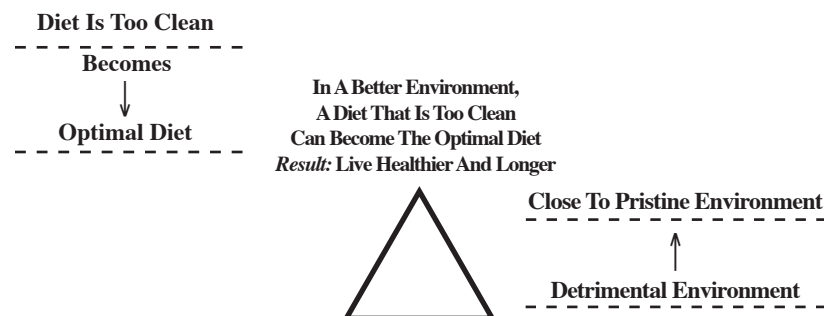 Diet Is Too Clean
Becomes
Optimal Diet
In A Better Environment,
A Diet That Is Too Clean
Can Become The Optimal Diet
Result: Live Healthier And Longer
Close To Pristine Environment
Detrimental Environment